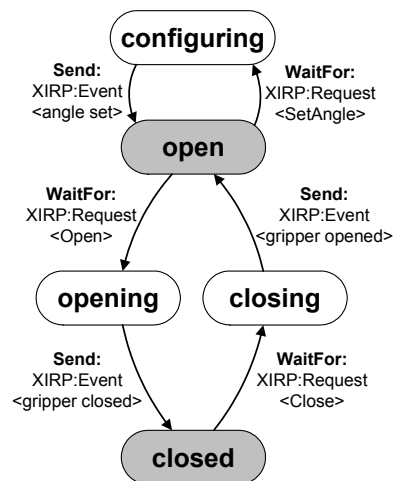 configuring
Send:
XIRP:Event
<angle set>
WaitFor:
XIRP:Request
<SetAngle>
open
WaitFor:
XIRP:Request
<Open>
Send:
XIRP:Event
<gripper opened>
opening
closing
Send:
XIRP:Event
<gripper closed>
WaitFor:
XIRP:Request
<Close>
closed